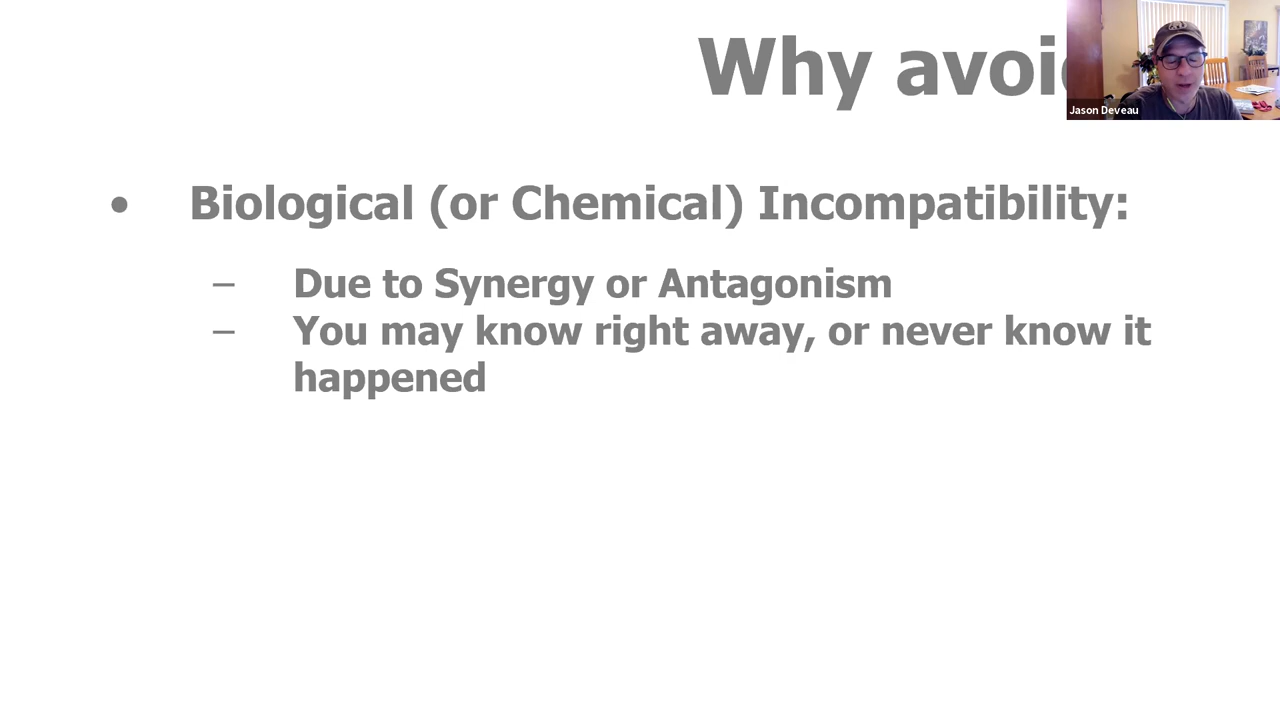 Why avoi
Jason Deveau
• Biological (or Chemical) Incompatibility:
– Due to Synergy or Antagonism
– You may know right away, or never know it
happened